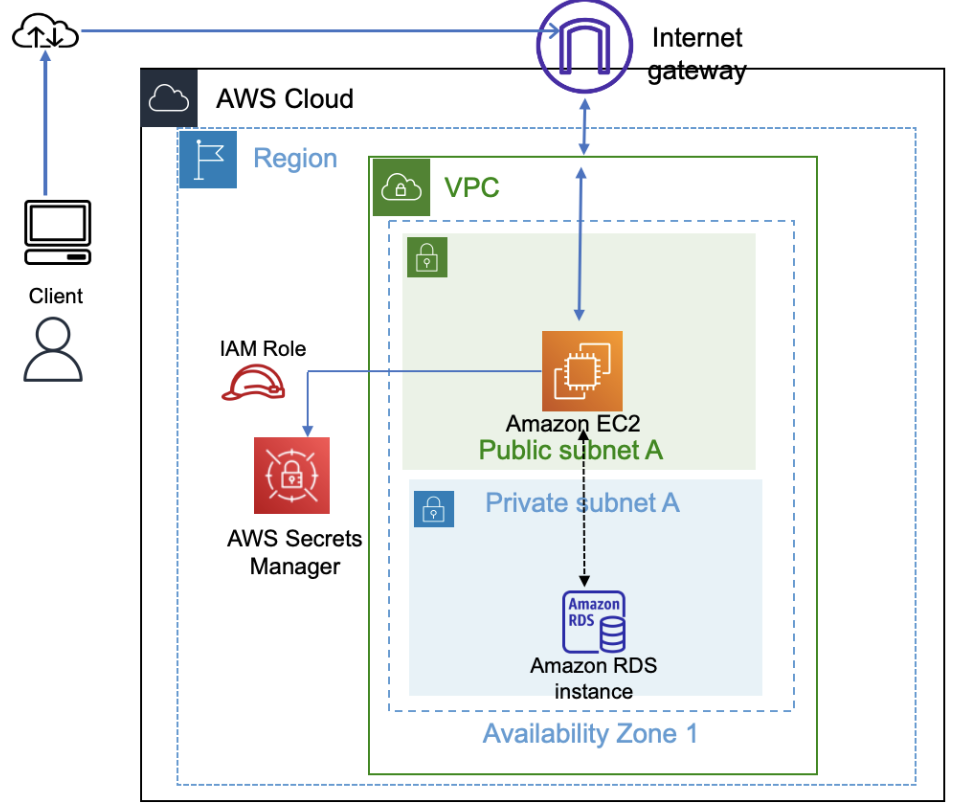 Internet
gateway
AWS Cloud
Region
VPC
Client
IAM Role
Amazon EC2
Public subnet A
Private subnet A
AWS Secrets
Manager
Amazon
RDS
Amazon RDS
instance
Availability Zone 1